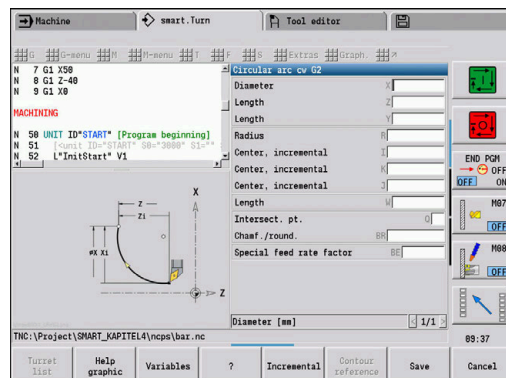 Machine
smart.Turn
Tool editor
G G-menu M M-menu T F S Extras Graph.
N 7 G1 X50
N 8 G1 Z-40
N 9 G1 X0
MACHINING
N 50 UNIT ID"START" [Program beginning]
N 51 [<unit ID="START" S0="3000" S1=""
N 52 L"InitStart" V1
Circular arc cw G2
Diameter X
Length Z
Length Y
Radius R
Center, incremental I
Center, incremental K
Center, incremental J
Length W
Intersect. pt. Q
Chamf./round. BR
Special feed rate factor BE
Diameter [mm]
1/1
X
Z
Zi
øX Xi
Z
END PGM
OFF
OFF ON
M07
OFF
M08
OFF
TNC:\Project\SMART_KAPITEL4\ncps\bar.nc
09:37
Turret list
Help graphic
Variables
?
Incremental
Contour reference
Save
Cancel